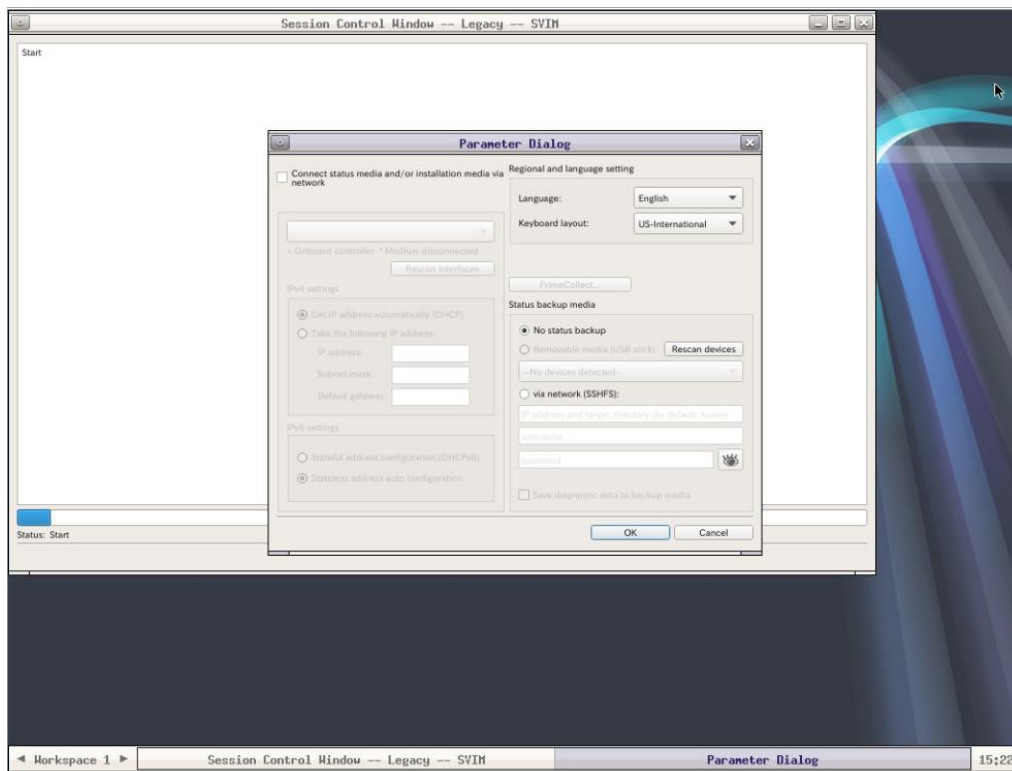 Session Control Window -- Legacy -- SVIM
Start
Parameter Dialog
Connect status media and/or installation media via
network
+ Onboard controller * Medium disconnected
Rescan Interfaces
IPv4 settings
Get IP address automatically (DHCP)
Take the following IP address:
IP address:
Subnet mask:
Default gateway:
IPv6 settings
Stateful address configuration (DHCPv6)
Stateless address auto configuration
Regional and language setting
Language: English
Keyboard layout: US-International
PrimeCollect...
Status backup media
No status backup
Removable media (USB stick) Rescan devices
--No devices detected--
via network (SSHFS):
IP address and target directory (by default: home)
username
password
Save diagnostic data to backup media
OK Cancel
Status: Start
Workspace 1 Session Control Window -- Legacy -- SVIM Parameter Dialog 15:22